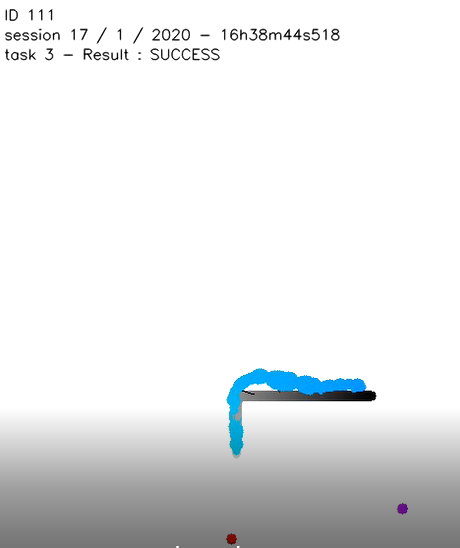 ID 111
session 17 / 1 / 2020 - 16h38m44s518
task 3 - Result : SUCCESS